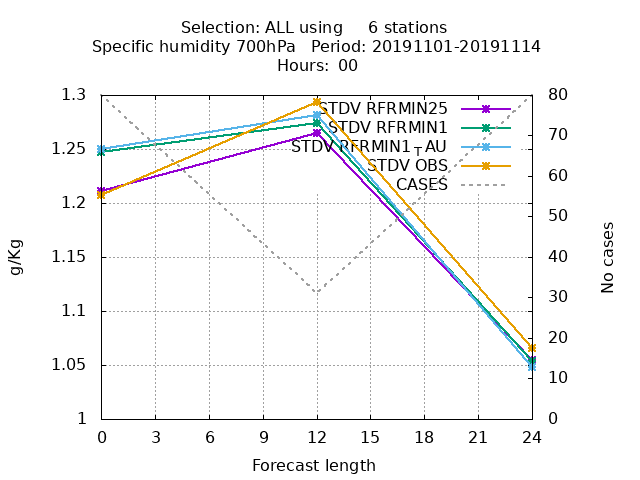 Selection: ALL using 6 stations
Specific humidity 700hPa Period: 20191101-20191114
Hours: 00
1.3
1.25
1.2
1.15
1.1
1.05
1
g/Kg
80
70
60
50
40
30
20
10
0
No cases
STDV RFRMIN25
STDV RFRMIN1
STDV RFRMIN1TAU
STDV OBS
CASES
0 3 6 9 12 15 18 21 24
Forecast length